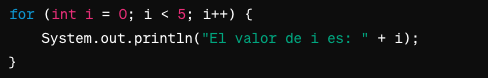 for (int i = 0; i < 5; i++) {
    System.out.println("El valor de i es: " + i);
}